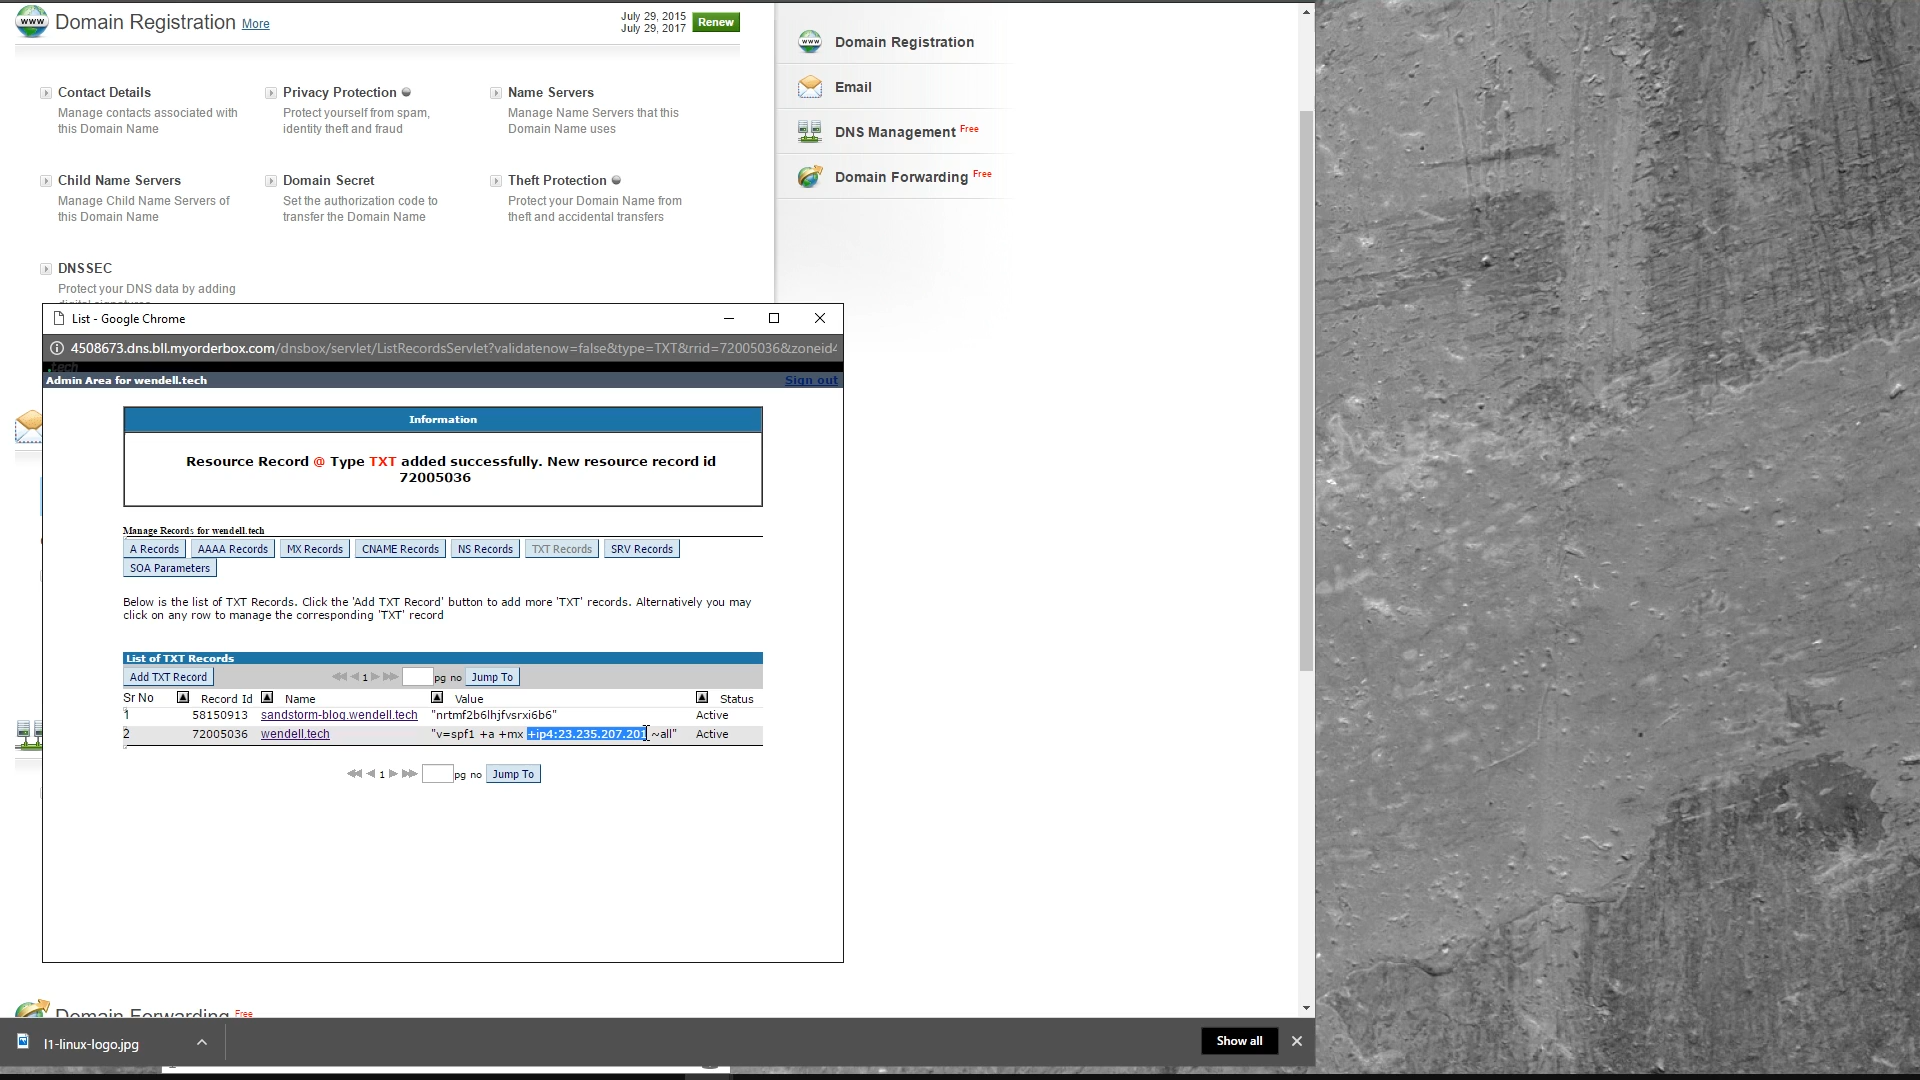 Domain Registration More
July 29, 2015
July 29, 2017
Renew
Contact Details
Manage contacts associated with
this Domain Name
Privacy Protection
Protect yourself from spam,
identity theft and fraud
Name Servers
Manage Name Servers that this
Domain Name uses
Child Name Servers
Manage Child Name Servers of
this Domain Name
Domain Secret
Set the authorization code to
transfer the Domain Name
Theft Protection
Protect your Domain Name from
theft and accidental transfers
DNSSEC
Protect your DNS data by adding
digital signatures
Domain Registration
Email
DNS Management Free
Domain Forwarding Free
List - Google Chrome
4508673.dns.bll.myorderbox.com/dnsbox/servlet/ListRecordsServlet?validatenow=false&type=TXT&rrid=72005036&zoneid4
.tech
Admin Area for wendell.tech
Sign out
Information
Resource Record @ Type TXT added successfully. New resource record id
72005036
Manage Records for wendell.tech
A Records AAAA Records MX Records CNAME Records NS Records TXT Records SRV Records
SOA Parameters
Below is the list of TXT Records. Click the 'Add TXT Record' button to add more 'TXT' records. Alternatively you may
click on any row to manage the corresponding 'TXT' record
List of TXT Records
Add TXT Record 1 pg no Jump To
Sr No Record Id Name Value Status
1 58150913 sandstorm-blog.wendell.tech "nrtmf2b6lhjfvsrxi6b6" Active
2 72005036 wendell.tech "v=spf1 +a +mx +ip4:23.235.207.201 ~all" Active
1 pg no Jump To
Domain Forwarding Free
l1-linux-logo.jpg
Show all